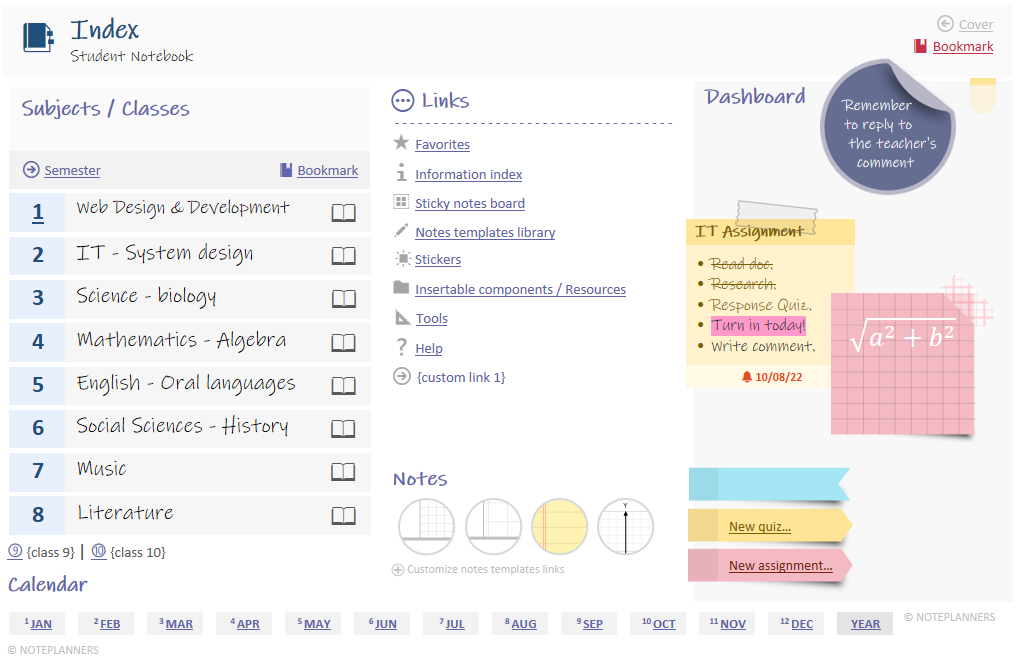 Index
Student Notebook
Cover
Bookmark
Subjects / Classes
Semester
Bookmark
1 Web Design & Development
2 IT - System design
3 Science - biology
4 Mathematics - Algebra
5 English - Oral languages
6 Social Sciences - History
7 Music
8 Literature
⑨ {class 9} | ⑩ {class 10}
Links
Favorites
Information index
Sticky notes board
Notes templates library
Stickers
Insertable components / Resources
Tools
? Help
{custom link 1}
Notes
Y
Customize notes templates links
Dashboard
Remember
to reply to
the teacher's
comment
IT Assignment
• Read doc.
• Research.
• Response Quiz.
• Turn in today!
• Write comment.
10/08/22
√a² + b²
New quiz...
New assignment...
Calendar
1 JAN 2 FEB 3 MAR 4 APR 5 MAY 6 JUN 7 JUL 8 AUG 9 SEP 10 OCT 11 NOV 12 DEC YEAR
© NOTEPLANNERS
© NOTEPLANNERS